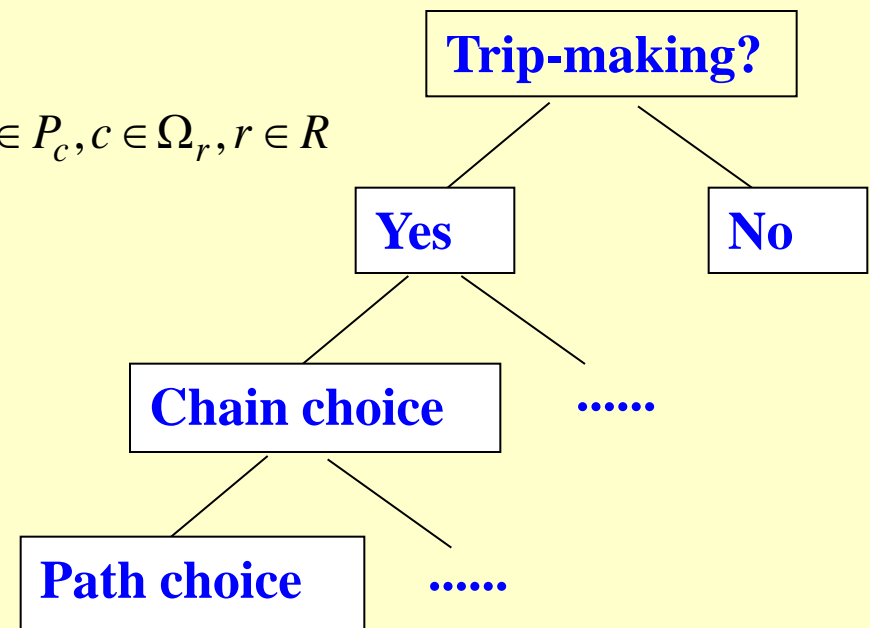 Trip-making?
∈ P_c, c ∈ Ω_r, r ∈ R
Yes
No
Chain choice
......
Path choice
......